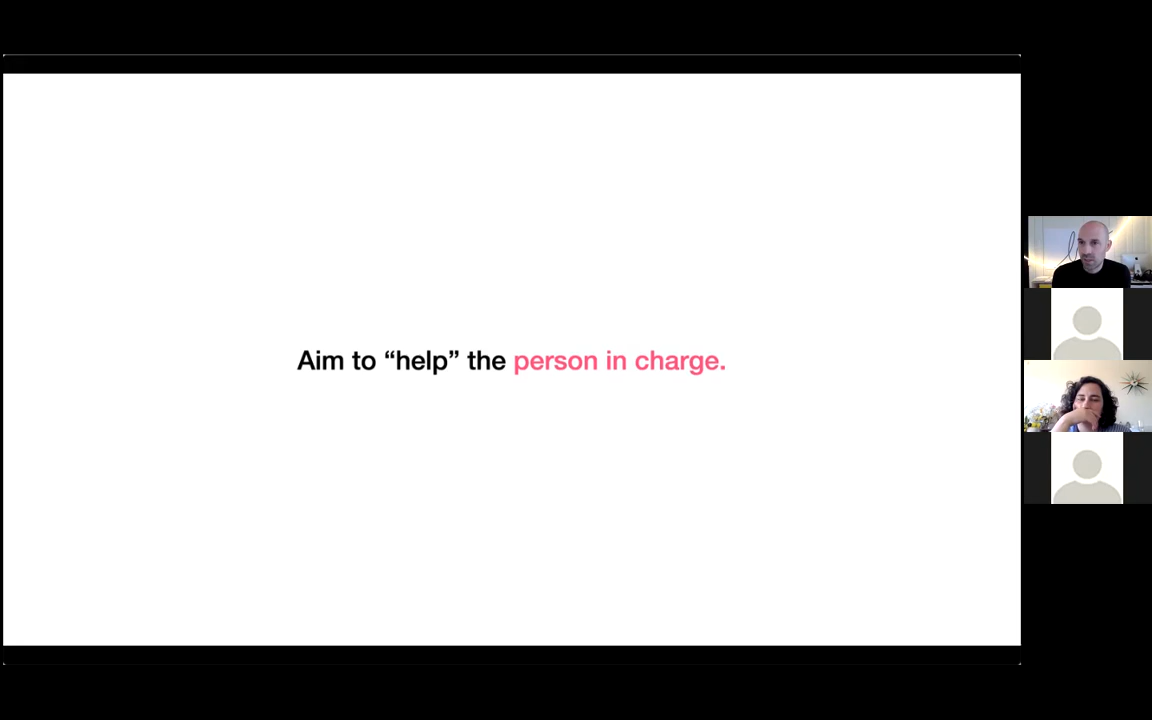 Aim to “help” the person in charge.